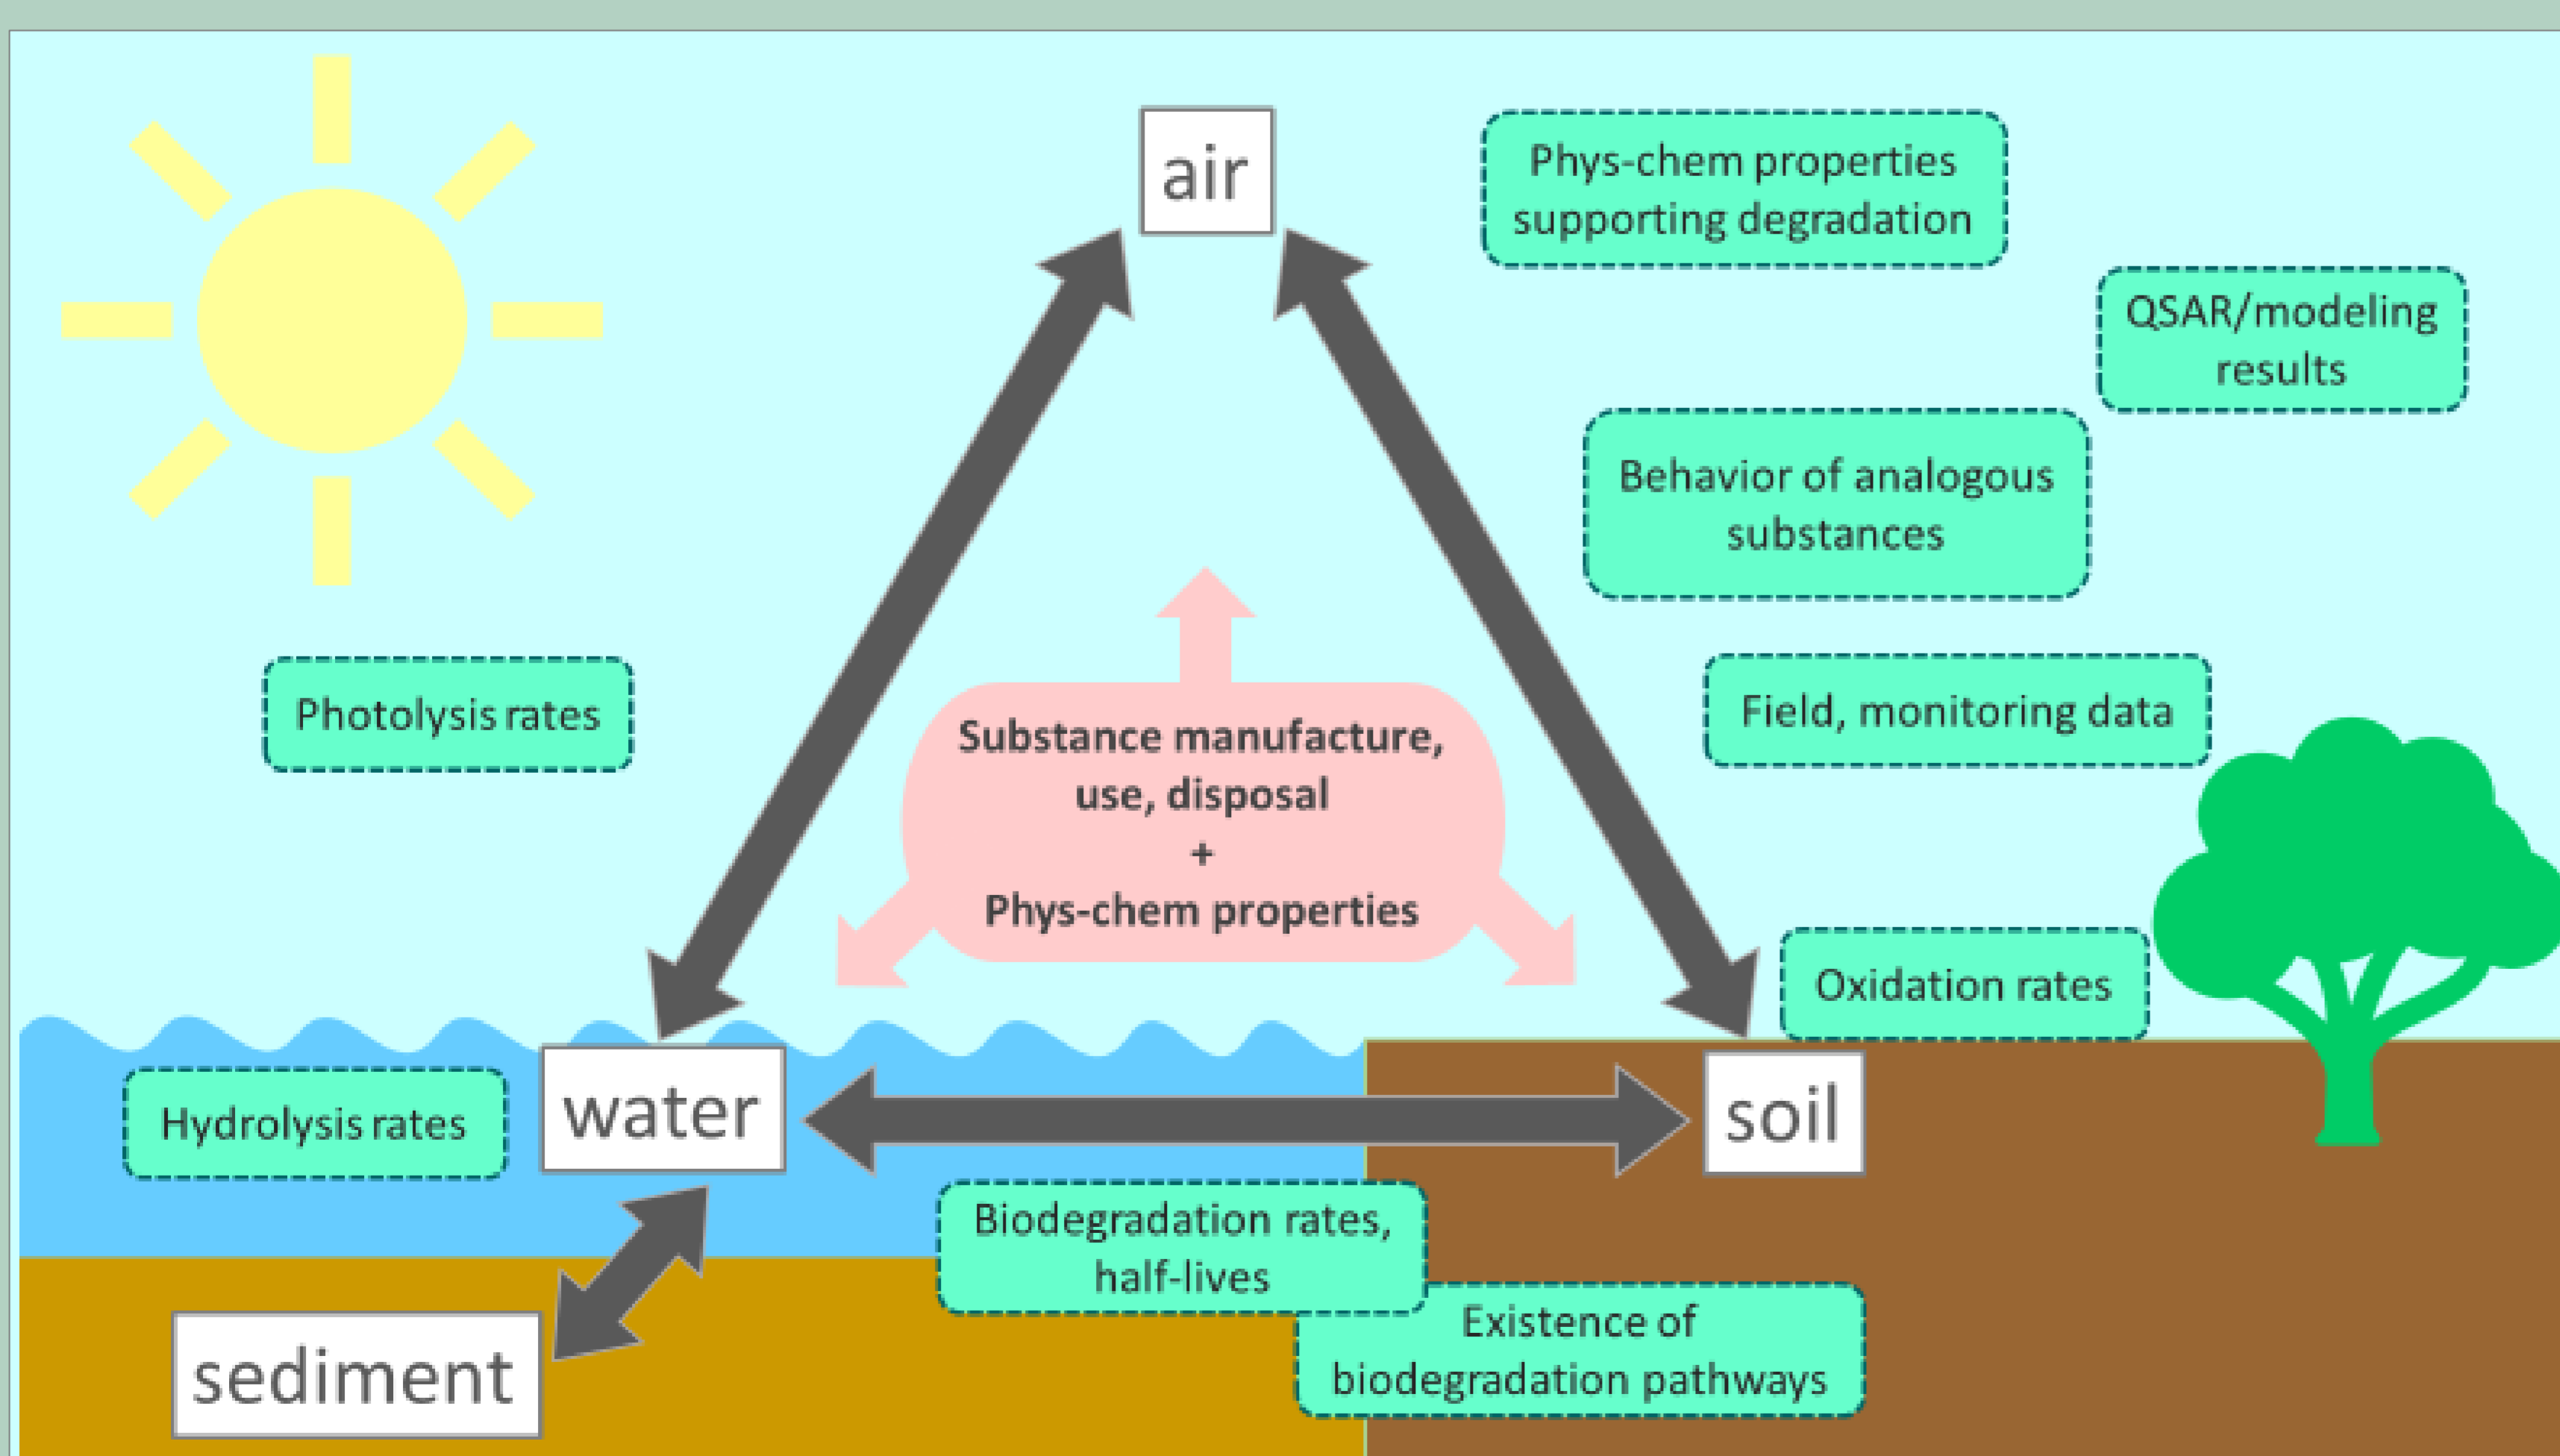 air
Phys-chem properties
supporting degradation
QSAR/modeling
results
Behavior of analogous
substances
Photolysis rates
Field, monitoring data
Substance manufacture,
use, disposal
+
Phys-chem properties
Oxidation rates
Hydrolysis rates
water
soil
Biodegradation rates,
half-lives
Existence of
biodegradation pathways
sediment